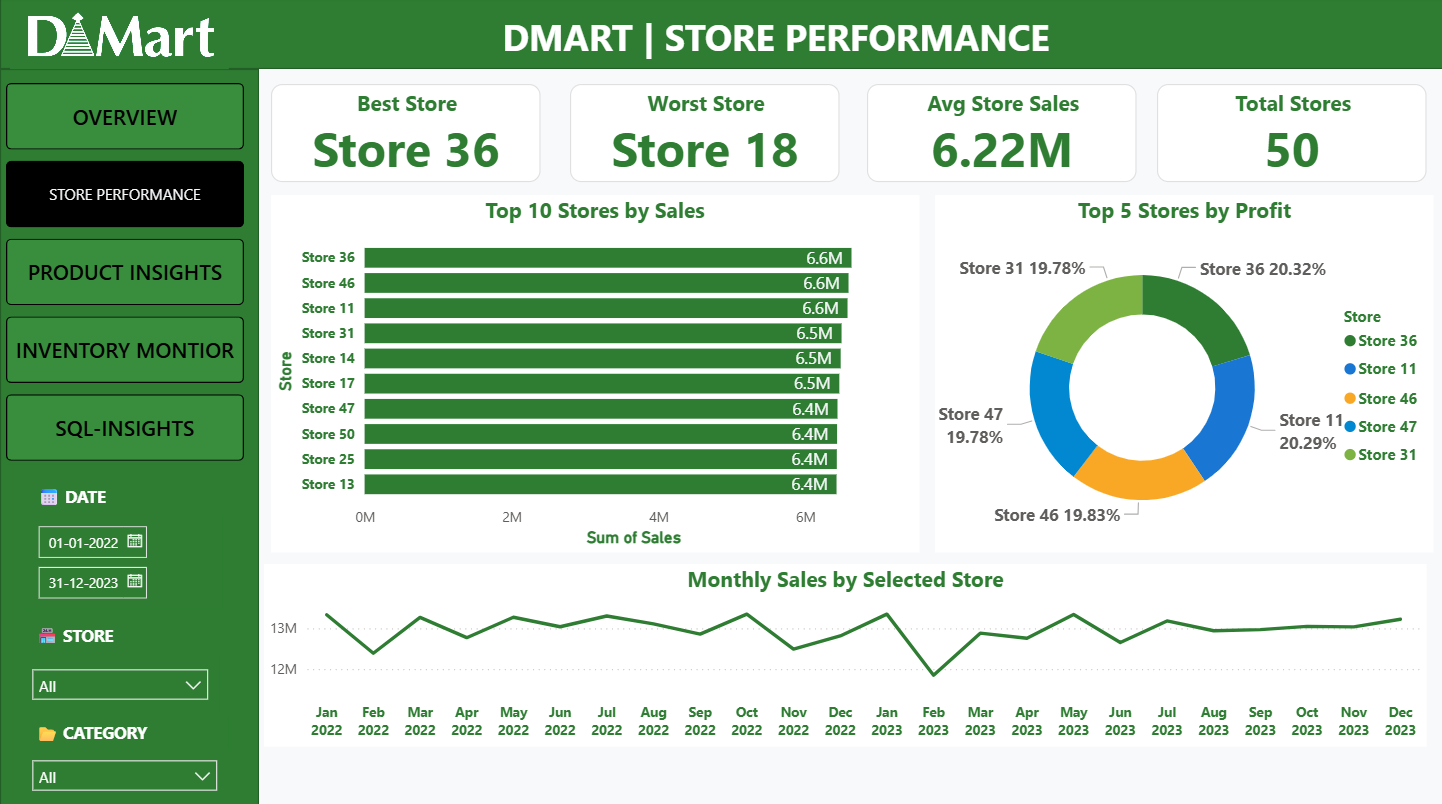 DMart
DMART | STORE PERFORMANCE
OVERVIEW
STORE PERFORMANCE
PRODUCT INSIGHTS
INVENTORY MONTIOR
SQL-INSIGHTS
DATE
01-01-2022
31-12-2023
STORE
All
CATEGORY
All
Best Store
Store 36
Worst Store
Store 18
Avg Store Sales
6.22M
Total Stores
50
Top 10 Stores by Sales
Store
Store 36 6.6M
Store 46 6.6M
Store 11 6.6M
Store 31 6.5M
Store 14 6.5M
Store 17 6.5M
Store 47 6.4M
Store 50 6.4M
Store 25 6.4M
Store 13 6.4M
0M 2M 4M 6M
Sum of Sales
Top 5 Stores by Profit
Store 31 19.78%
Store 36 20.32%
Store 47
19.78%
Store 11
20.29%
Store 46 19.83%
Store
Store 36
Store 11
Store 46
Store 47
Store 31
Monthly Sales by Selected Store
13M
12M
Jan Feb Mar Apr May Jun Jul Aug Sep Oct Nov Dec Jan Feb Mar Apr May Jun Jul Aug Sep Oct Nov Dec
2022 2022 2022 2022 2022 2022 2022 2022 2022 2022 2022 2022 2023 2023 2023 2023 2023 2023 2023 2023 2023 2023 2023 2023